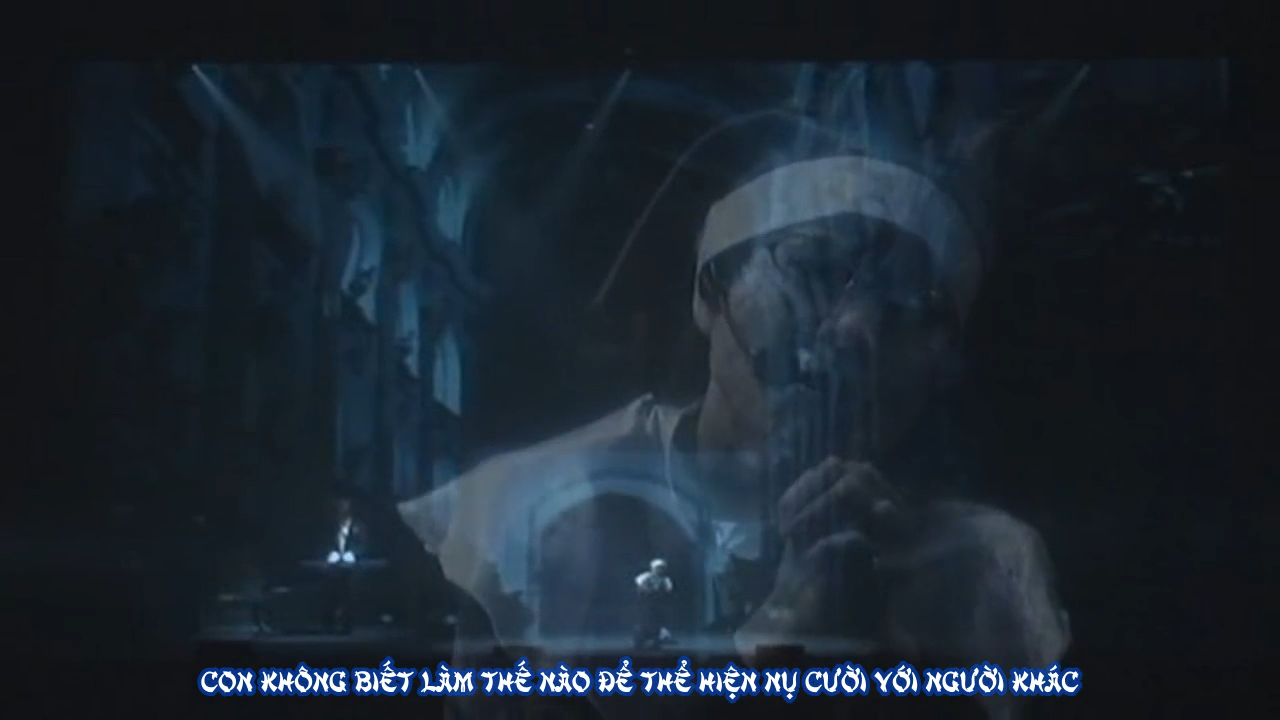 CON KHÔNG BIẾT LÀM THẾ NÀO ĐỂ THỂ HIỆN NỤ CƯỜI VỚI NGƯỜI KHÁC